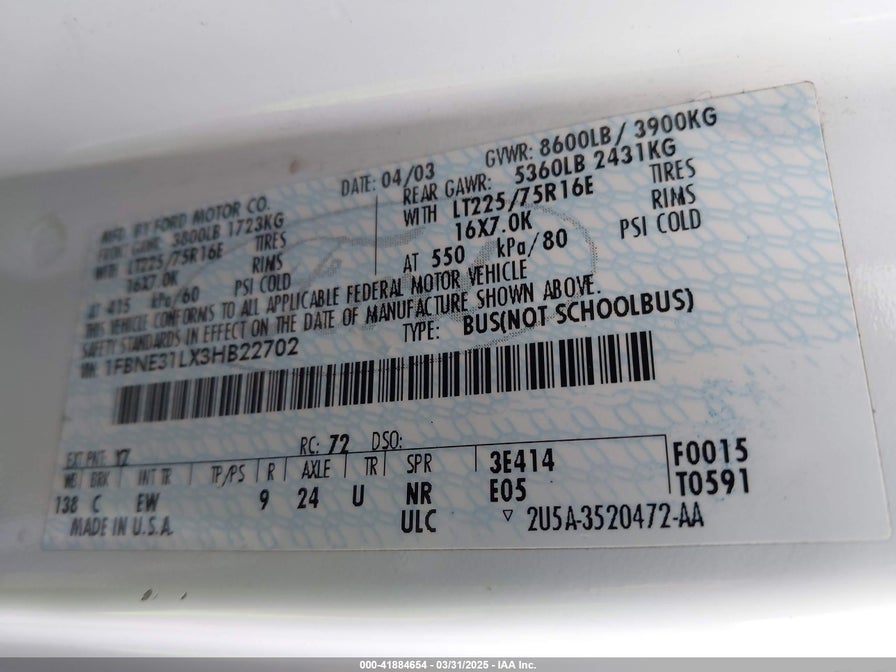 MFD. BY FORD MOTOR CO.
DATE: 04/03
GVWR: 8600LB / 3900KG
FRONT GAWR: 3800LB 1723KG
REAR GAWR: 5360LB 2431KG
WITH LT225/75R16E TIRES
WITH LT225/75R16E TIRES
16X7.0K RIMS
16X7.0K RIMS
AT 415 kPa/60 PSI COLD
AT 550 kPa/80 PSI COLD
THIS VEHICLE CONFORMS TO ALL APPLICABLE FEDERAL MOTOR VEHICLE
SAFETY STANDARDS IN EFFECT ON THE DATE OF MANUFACTURE SHOWN ABOVE.
VIN: 1FBNE31LX3HB22702
TYPE: BUS(NOT SCHOOLBUS)
EXT PNT: YZ RC: 72 DSO:
WB BRK INT TR TP/PS R AXLE TR SPR 3E414 F0015
138 C EW 9 24 U NR E05 T0591
MADE IN U.S.A. ULC ▽ 2U5A-3520472-AA
000-41884654 - 03/31/2025 - IAA Inc.